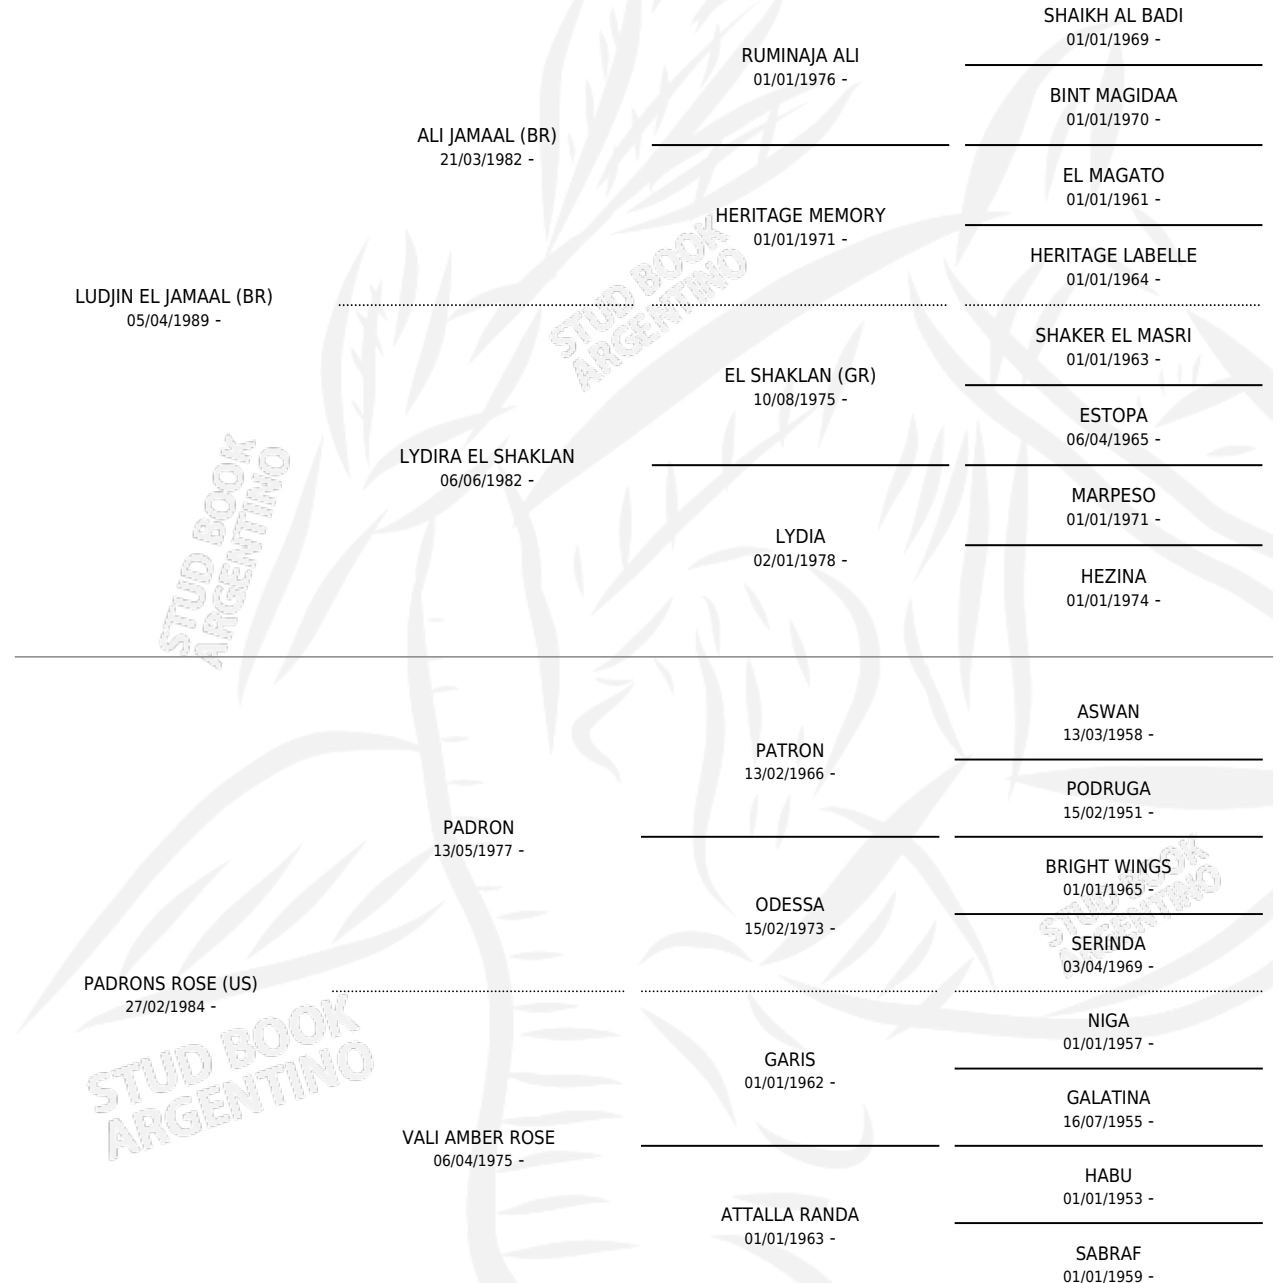 SHAIKH AL BADI
01/01/1969 -
RUMINAJA ALI
01/01/1976 -
BINT MAGIDAA
01/01/1970 -
ALI JAMAAL (BR)
21/03/1982 -
EL MAGATO
01/01/1961 -
HERITAGE MEMORY
01/01/1971 -
HERITAGE LABELLE
01/01/1964 -
LUDJIN EL JAMAAL (BR)
05/04/1989 -
STUD BOOK
ARGENTINO
SHAKER EL MASRI
01/01/1963 -
EL SHAKLAN (GR)
10/08/1975 -
ESTOPA
06/04/1965 -
LYDIRA EL SHAKLAN
06/06/1982 -
MARPESO
01/01/1971 -
LYDIA
02/01/1978 -
HEZINA
01/01/1974 -
STUD BOOK
ARGENTINO
ASWAN
13/03/1958 -
PATRON
13/02/1966 -
PODRUGA
15/02/1951 -
PADRON
13/05/1977 -
BRIGHT WINGS
01/01/1965 -
ODESSA
15/02/1973 -
SERINDA
03/04/1969 -
STUD BOOK
ARGENTINO
PADRONS ROSE (US)
27/02/1984 -
NIGA
01/01/1957 -
GARIS
01/01/1962 -
GALATINA
16/07/1955 -
STUD BOOK
ARGENTINO
VALI AMBER ROSE
06/04/1975 -
HABU
01/01/1953 -
ATTALLA RANDA
01/01/1963 -
SABRAF
01/01/1959 -